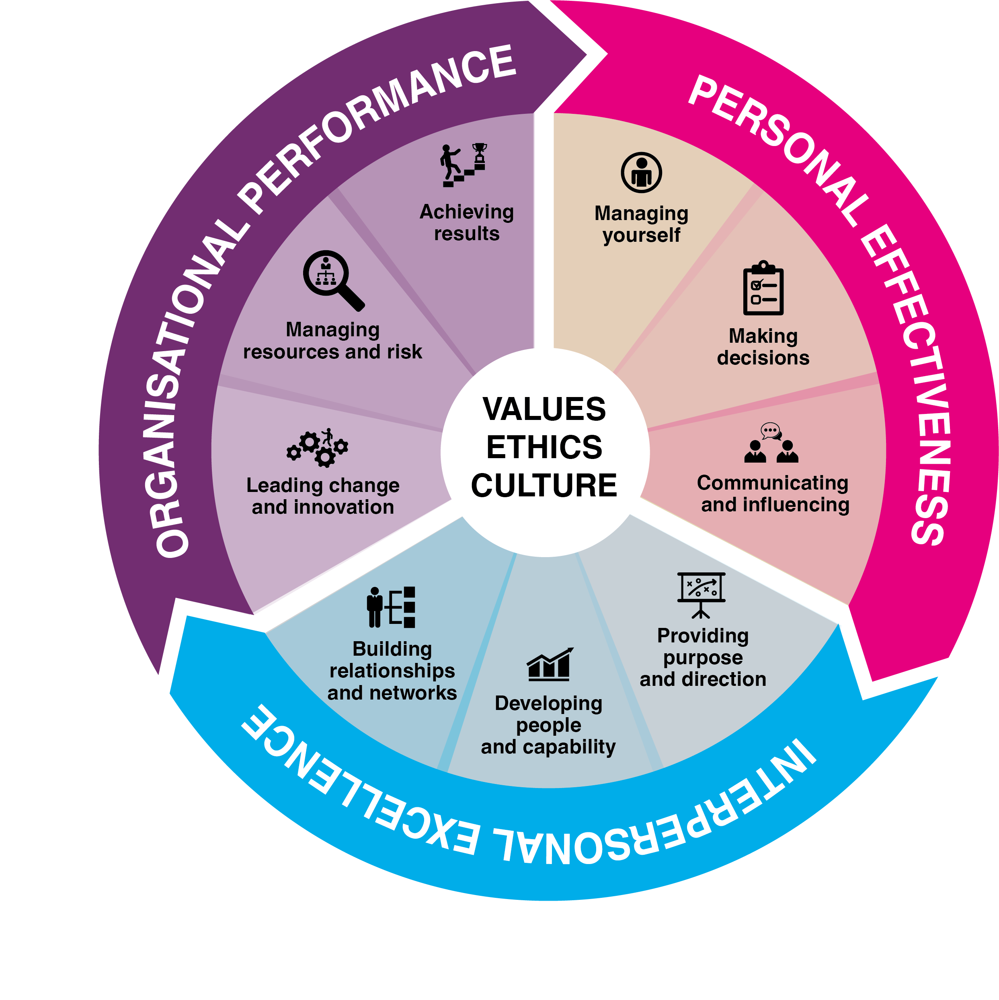 ORGANISATIONAL PERFORMANCE
PERSONAL EFFECTIVENESS
INTERPERSONAL EXCELLENCE
Achieving
results
Managing
yourself
Managing
resources and risk
Making
decisions
Leading change
and innovation
VALUES
ETHICS
CULTURE
Communicating
and influencing
Building
relationships
and networks
Developing
people
and capability
Providing
purpose
and direction